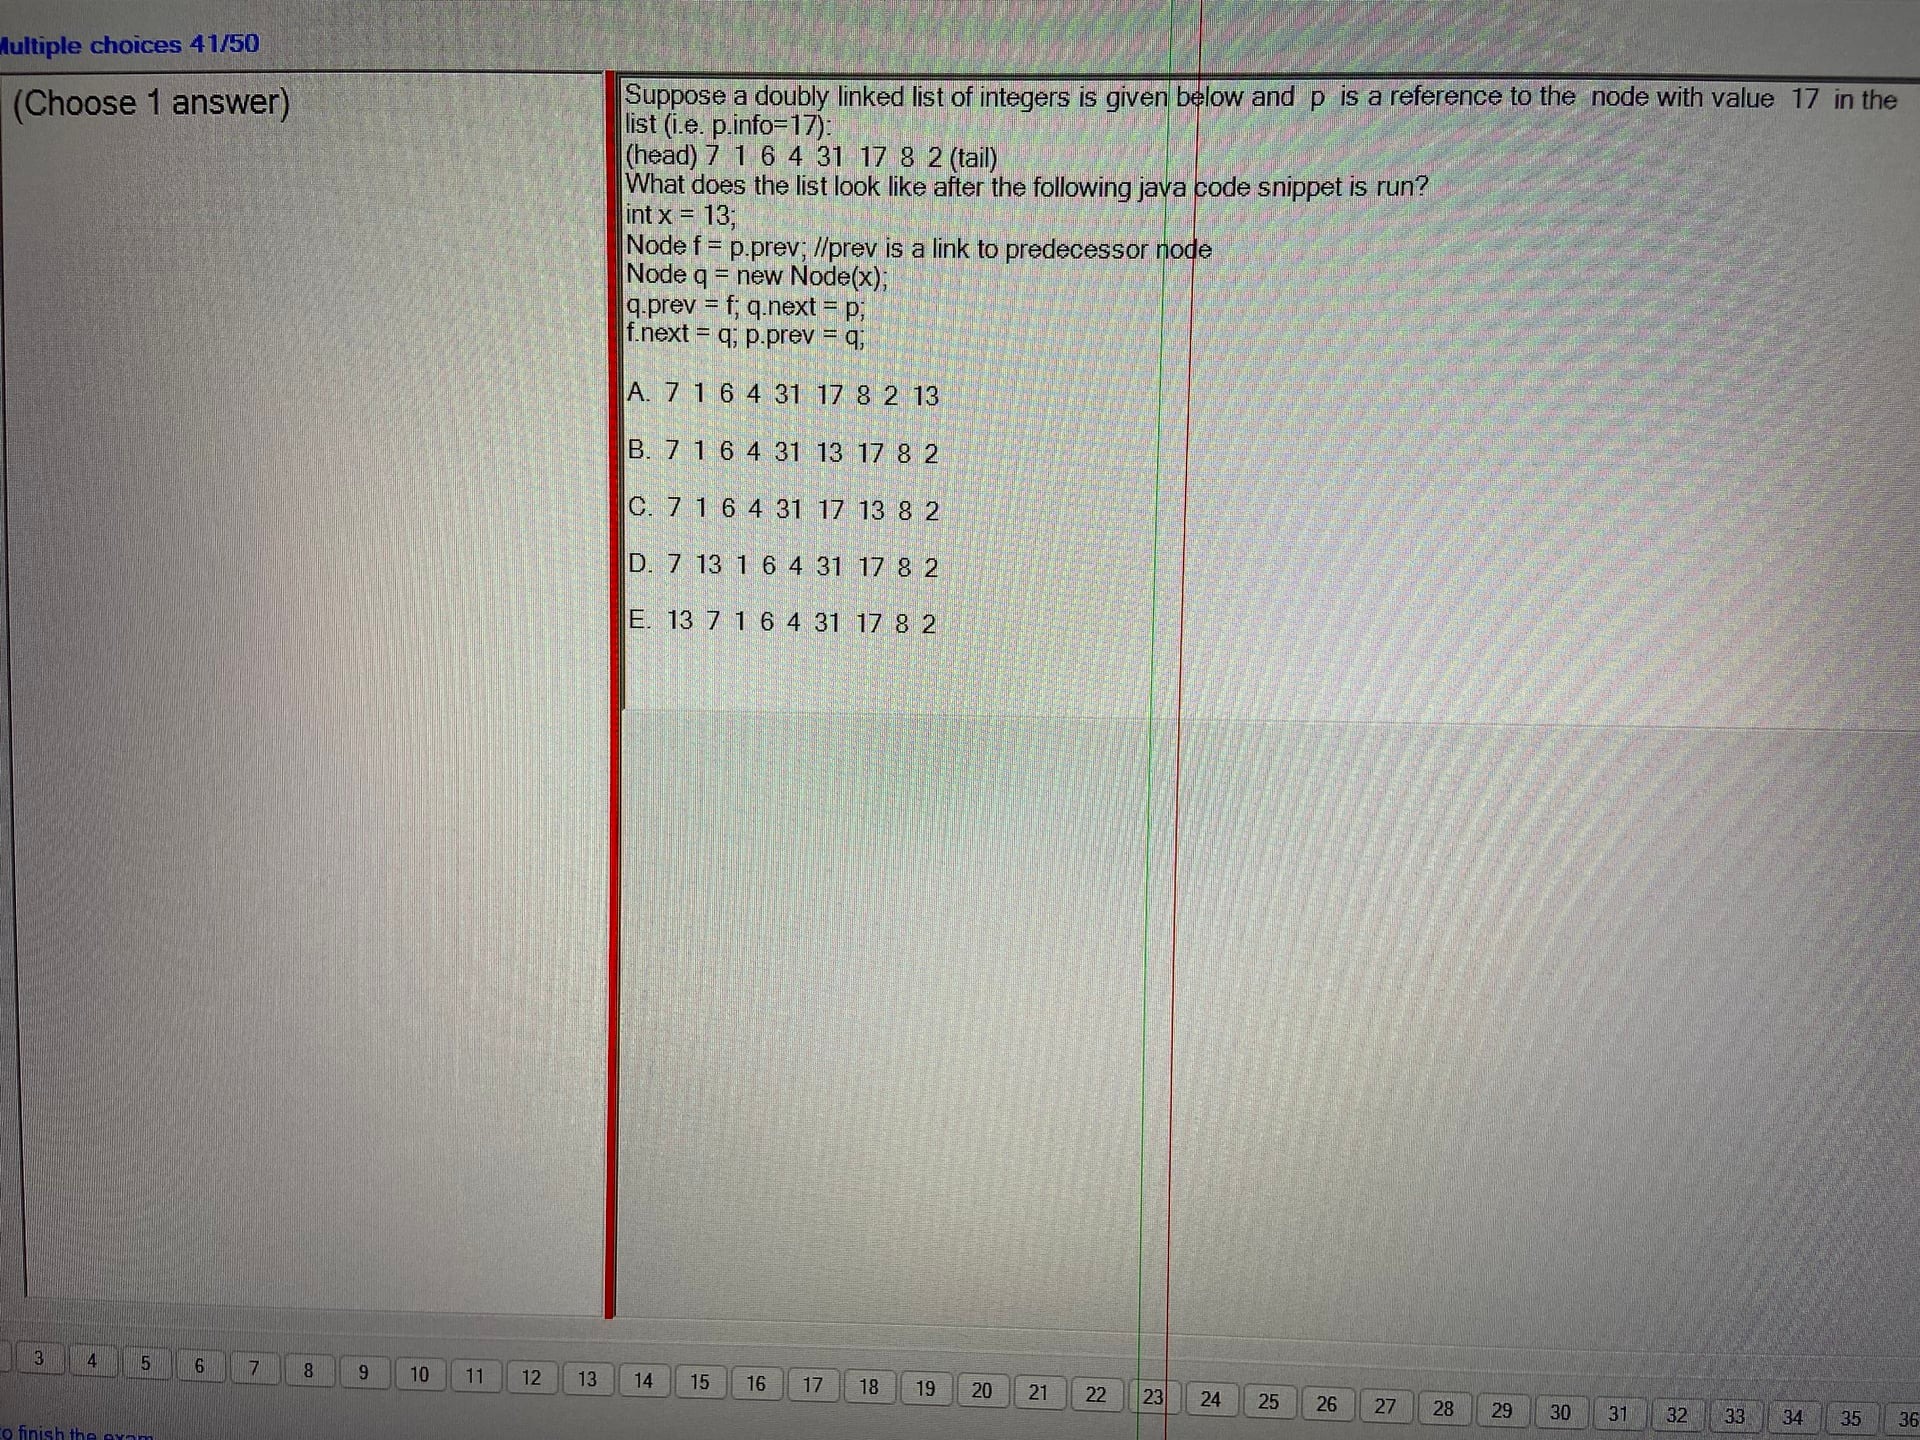 Multiple choices 41/50
(Choose 1 answer)
Suppose a doubly linked list of integers is given below and p is a reference to the node with value 17 in the
list (i.e. p.info=17):
(head) 7 1 6 4 31 17 8 2 (tail)
What does the list look like after the following java code snippet is run?
int x = 13;
Node f = p.prev; //prev is a link to predecessor node
Node q = new Node(x);
q.prev = f; q.next = p;
f.next = q; p.prev = q;
A. 7 1 6 4 31 17 8 2 13
B. 7 1 6 4 31 13 17 8 2
C. 7 1 6 4 31 17 13 8 2
D. 7 13 1 6 4 31 17 8 2
E. 13 7 1 6 4 31 17 8 2
3 4 5 6 7 8 9 10 11 12 13 14 15 16 17 18 19 20 21 22 23 24 25 26 27 28 29 30 31 32 33 34 35 36
to finish the exam